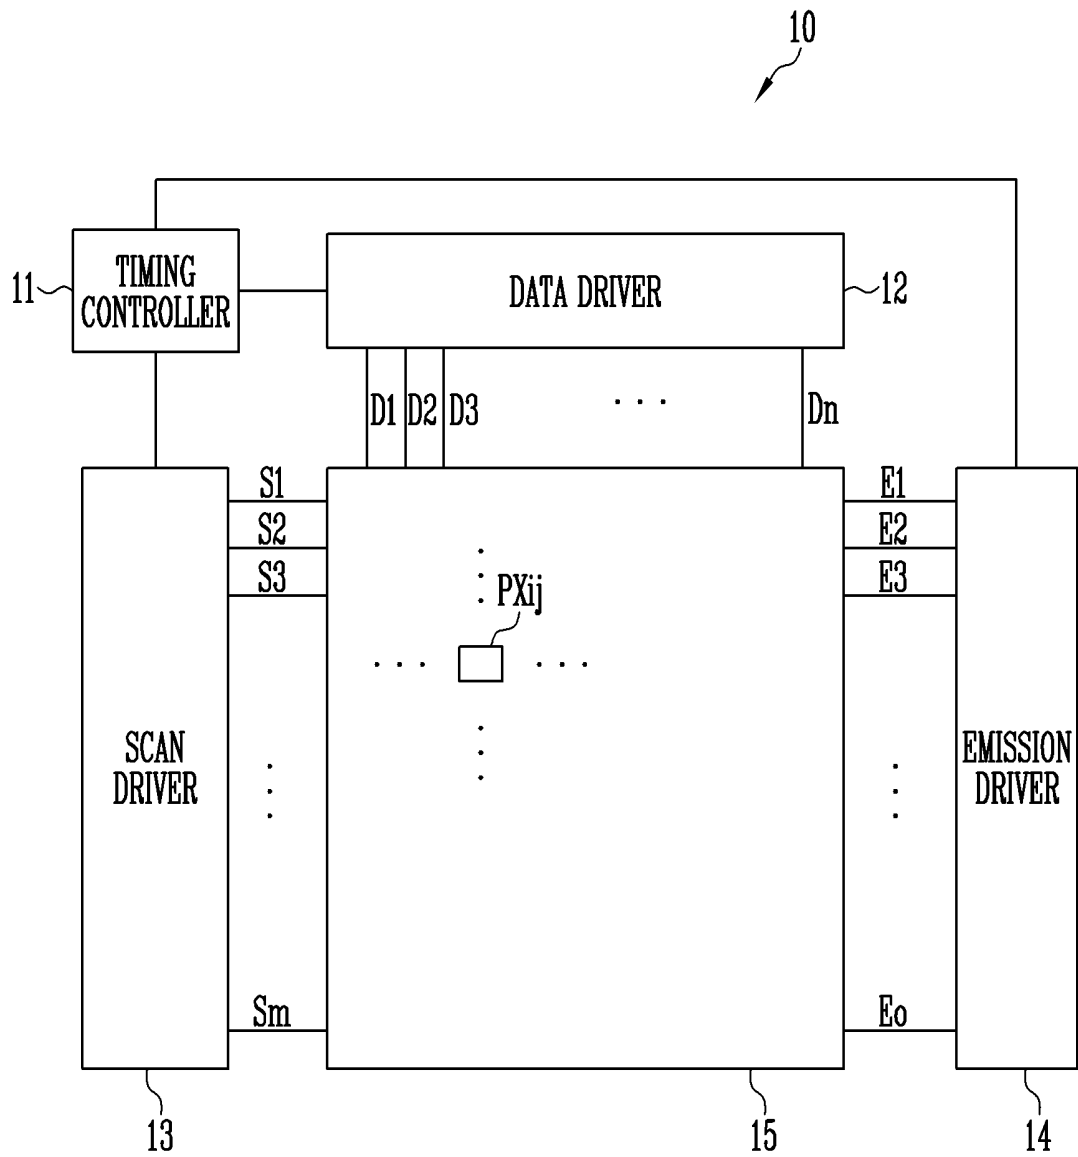 10
TIMING
CONTROLLER
11
DATA DRIVER
12
D1
D2
D3
Dn
S1
S2
S3
Sm
E1
E2
E3
Eo
PXij
SCAN
DRIVER
EMISSION
DRIVER
13
15
14